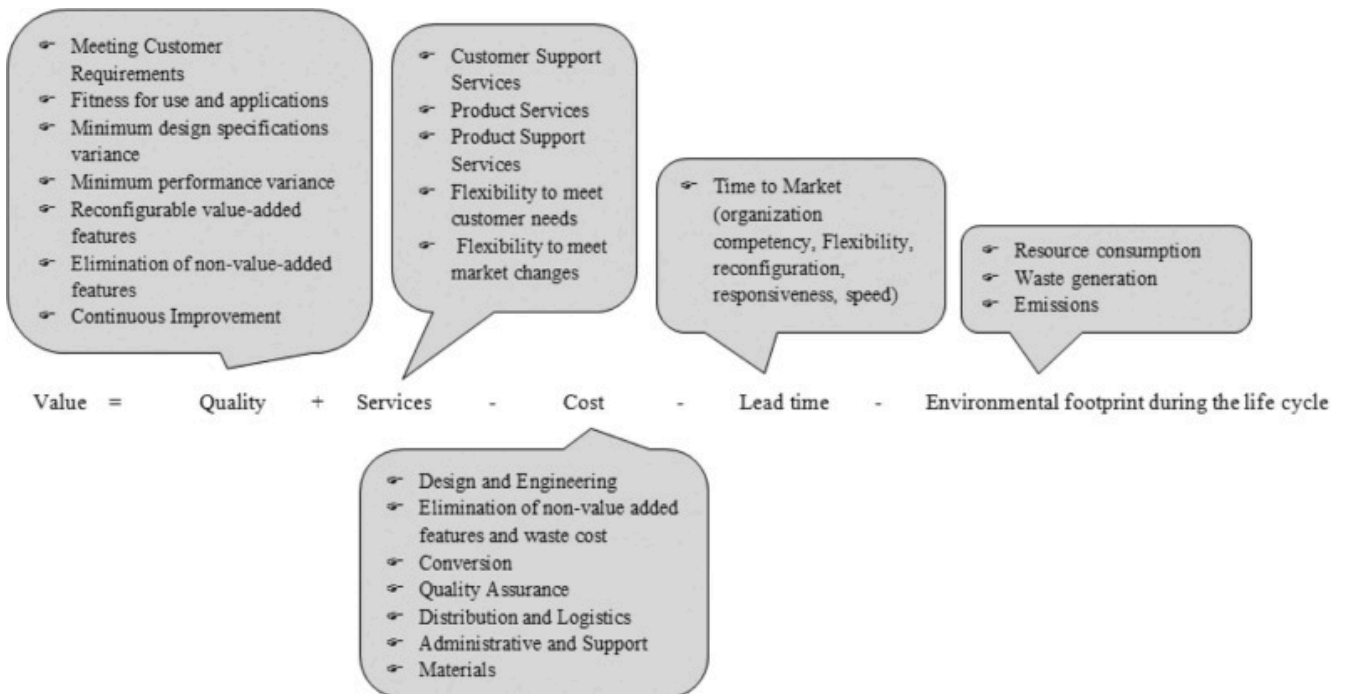 ☞ Meeting Customer
Requirements
☞ Fitness for use and applications
☞ Minimum design specifications
variance
☞ Minimum performance variance
☞ Reconfigurable value-added
features
☞ Elimination of non-value-added
features
☞ Continuous Improvement
☞ Customer Support
Services
☞ Product Services
☞ Product Support
Services
☞ Flexibility to meet
customer needs
☞ Flexibility to meet
market changes
☞ Time to Market
(organization
competency, Flexibility,
reconfiguration,
responsiveness, speed)
☞ Resource consumption
☞ Waste generation
☞ Emissions
Value = Quality + Services - Cost - Lead time - Environmental footprint during the life cycle
☞ Design and Engineering
☞ Elimination of non-value added
features and waste cost
☞ Conversion
☞ Quality Assurance
☞ Distribution and Logistics
☞ Administrative and Support
☞ Materials